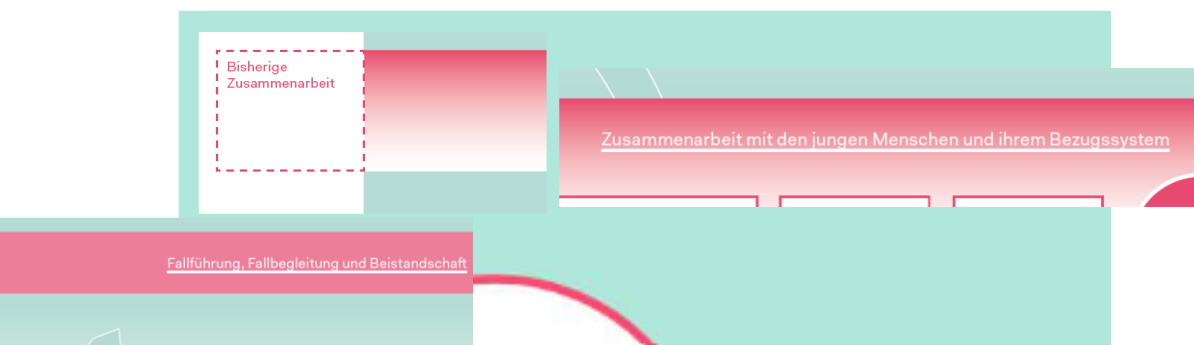 Bisherige
Zusammenarbeit
Zusammenarbeit mit den jungen Menschen und ihrem Bezugssystem
Fallführung, Fallbegleitung und Beistandschaft